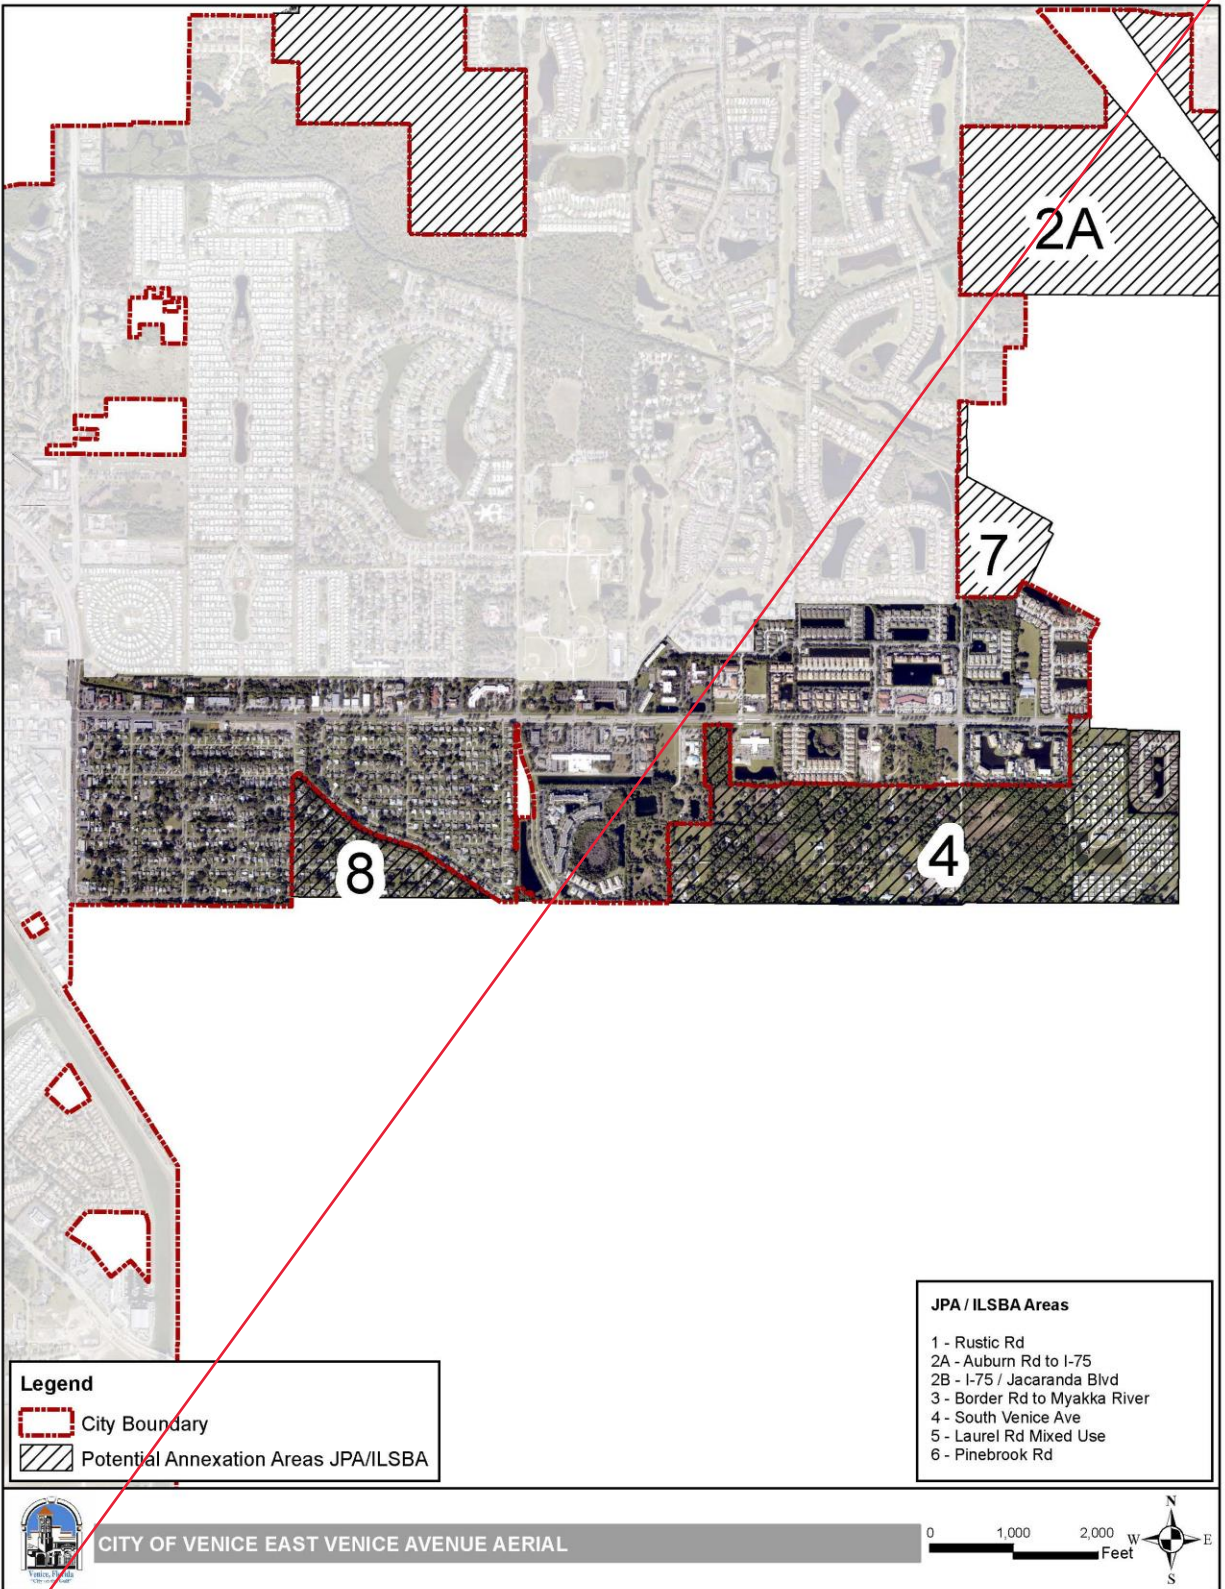 2A
7
8
4
JPA / ILSBA Areas
1 - Rustic Rd
2A - Auburn Rd to I-75
2B - I-75 / Jacaranda Blvd
3 - Border Rd to Myakka River
4 - South Venice Ave
5 - Laurel Rd Mixed Use
6 - Pinebrook Rd
Legend
City Boundary
Potential Annexation Areas JPA/ILSBA
Venice, Florida
CITY OF VENICE EAST VENICE AVENUE AERIAL
0 1,000 2,000
Feet
N
W E
S